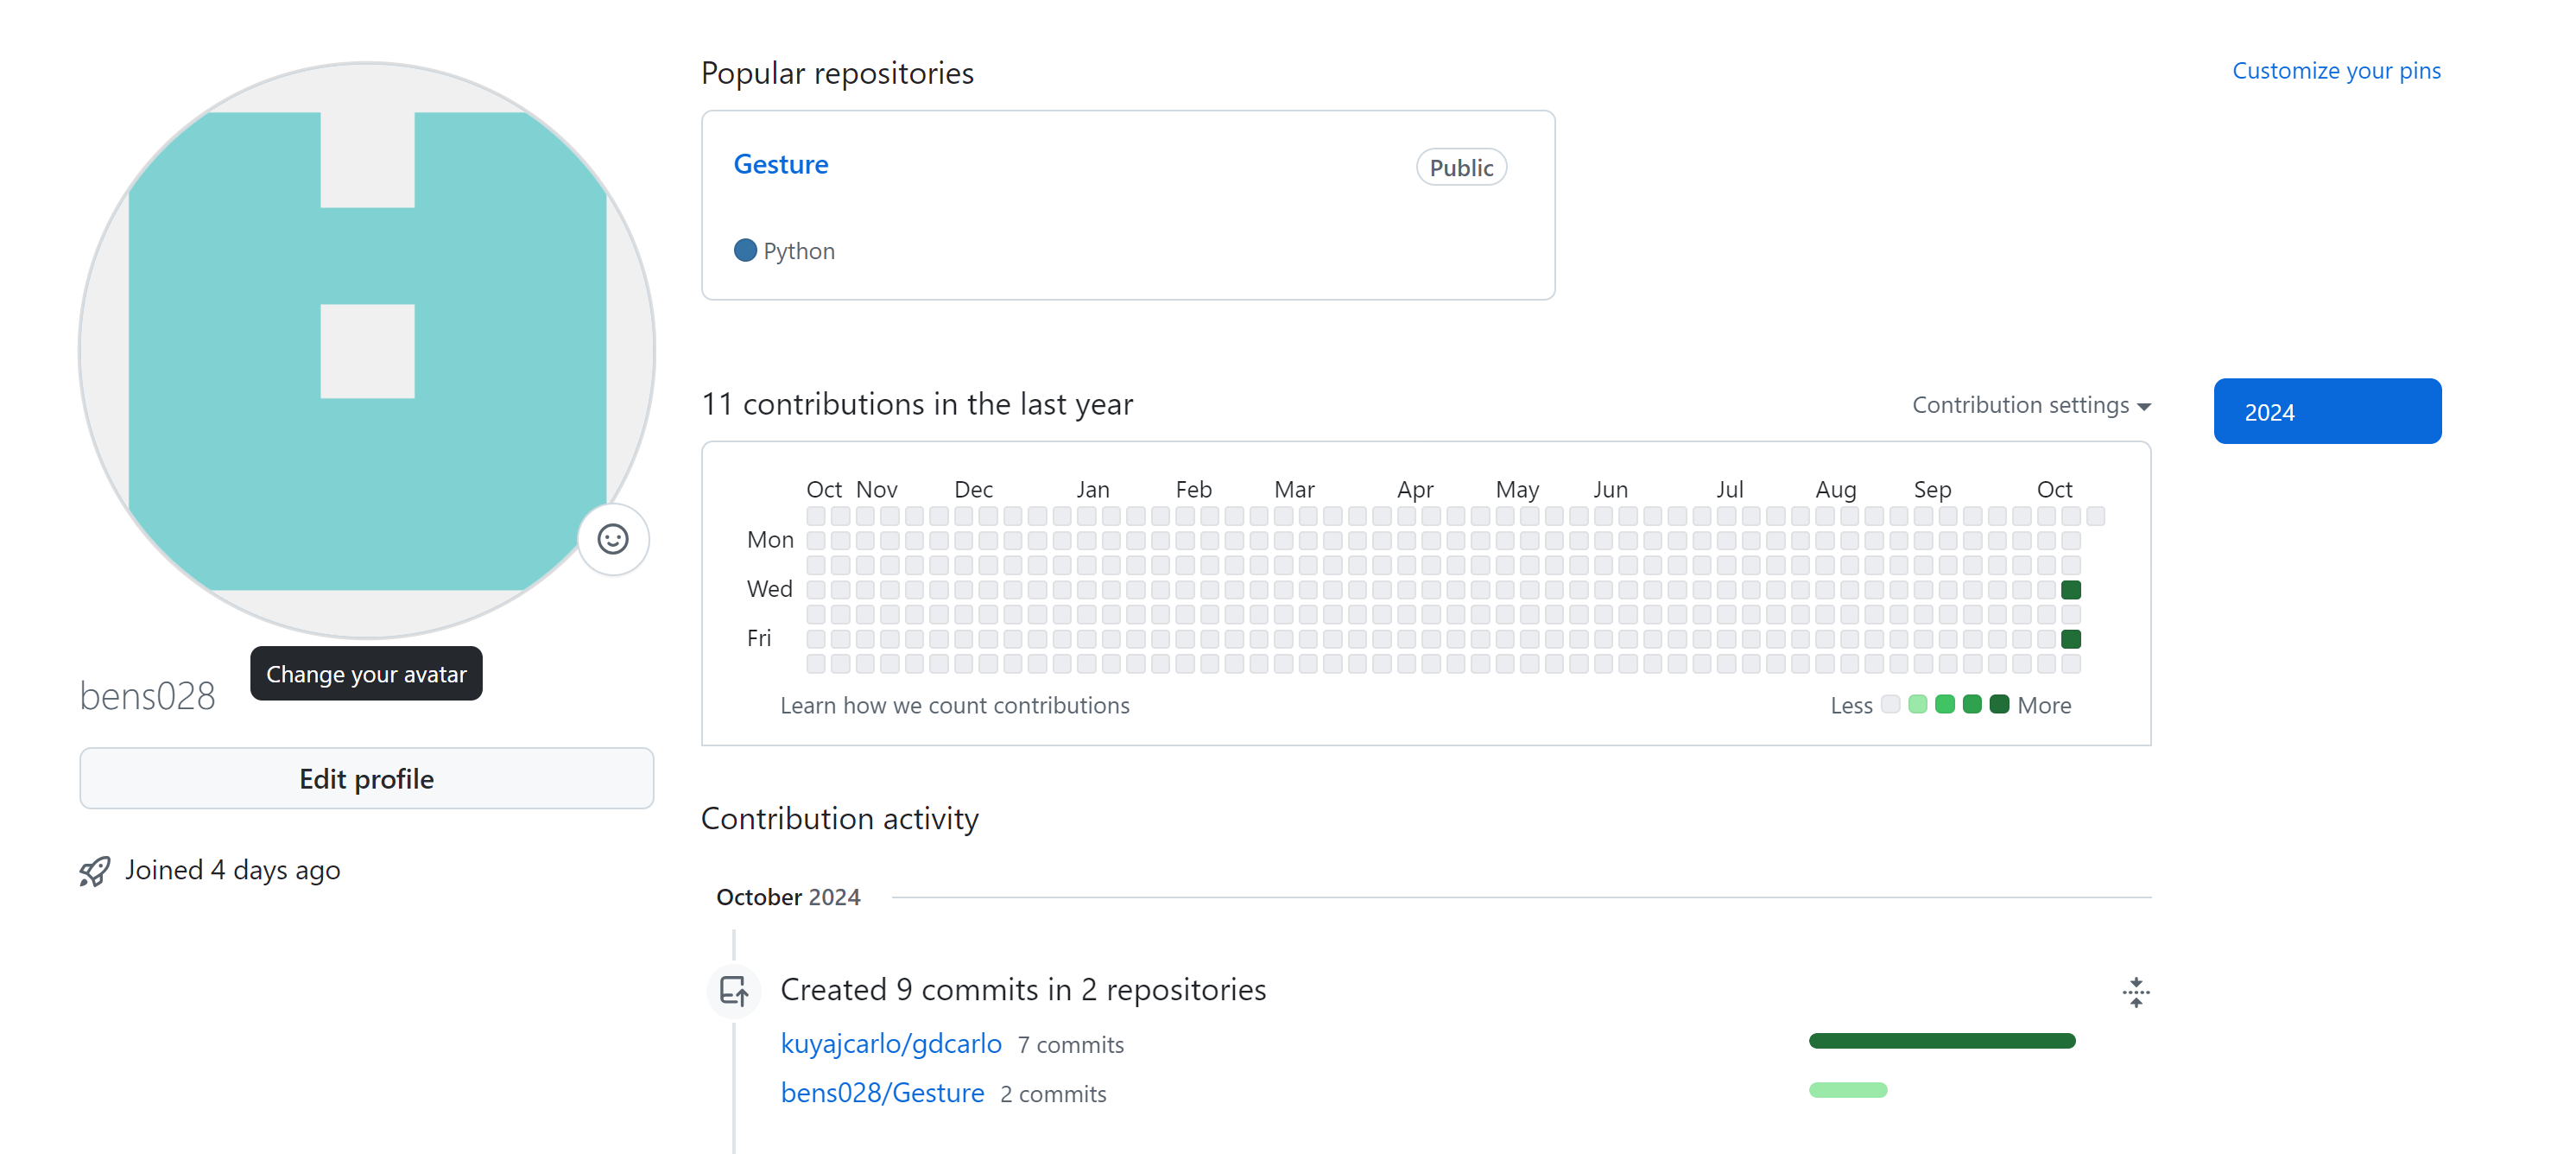 Popular repositories
Customize your pins
Gesture
Public
Python
11 contributions in the last year
Contribution settings
2024
Oct Nov Dec Jan Feb Mar Apr May Jun Jul Aug Sep Oct
Mon
Wed
Fri
Learn how we count contributions
Less
More
Change your avatar
bens028
Edit profile
Joined 4 days ago
Contribution activity
October 2024
Created 9 commits in 2 repositories
kuyajcarlo/gdcarlo 7 commits
bens028/Gesture 2 commits